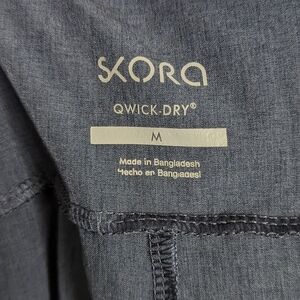 SKORA
QWICK-DRY®
M
Made in Bangladesh
Hecho en Bangladesh